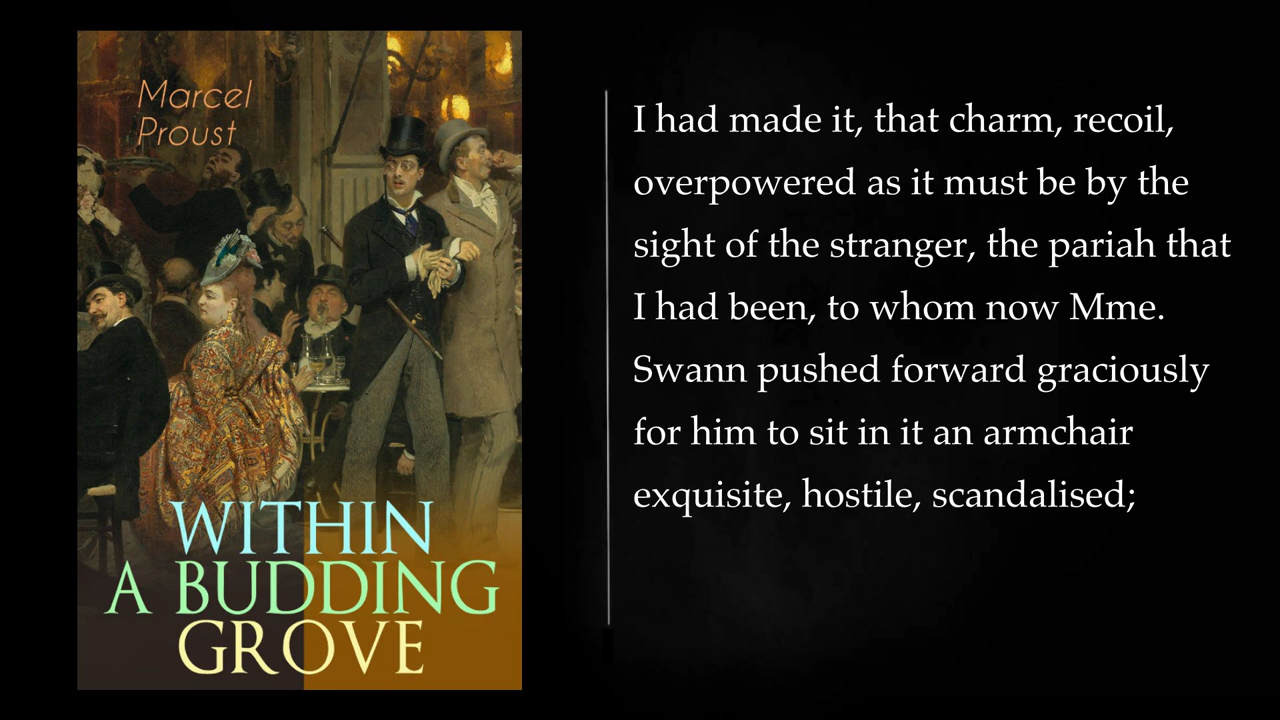 Marcel
Proust
WITHIN
A BUDDING
GROVE
I had made it, that charm, recoil,
overpowered as it must be by the
sight of the stranger, the pariah that
I had been, to whom now Mme.
Swann pushed forward graciously
for him to sit in it an armchair
exquisite, hostile, scandalised;